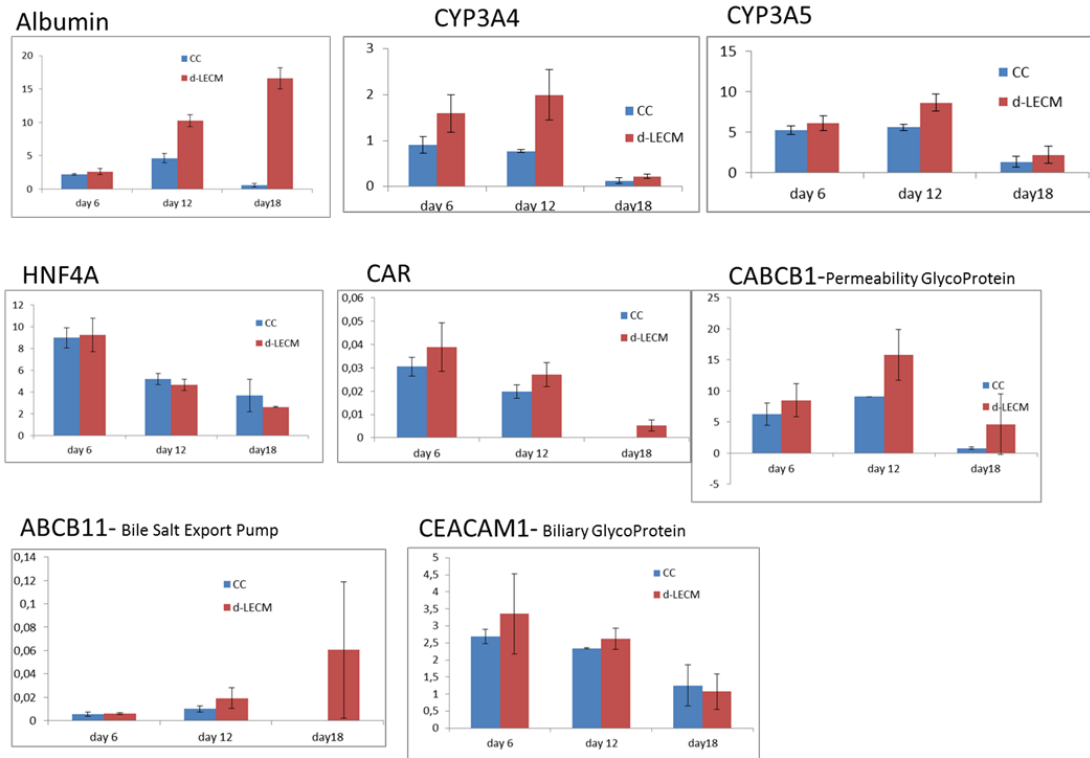 Albumin
CYP3A4
CYP3A5
20
15
10
5
0
CC
d-LECM
day 6
day 12
day18
3
2
1
0
CC
d-LECM
day 6
day 12
day18
15
10
5
0
CC
d-LECM
day 6
day 12
day18
HNF4A
CAR
CABCB1-Permeability GlycoProtein
12
10
8
6
4
2
0
CC
d-LECM
day 6
day 12
day18
0,06
0,05
0,04
0,03
0,02
0,01
0
CC
d-LECM
day 6
day 12
day18
25
20
15
10
5
0
-5
CC
d-LECM
day 6
day 12
day18
ABCB11- Bile Salt Export Pump
CEACAM1- Biliary GlycoProtein
0,14
0,12
0,1
0,08
0,06
0,04
0,02
0
CC
d-LECM
day 6
day 12
day18
5
4,5
4
3,5
3
2,5
2
1,5
1
0,5
0
CC
d-LECM
day 6
day 12
day18